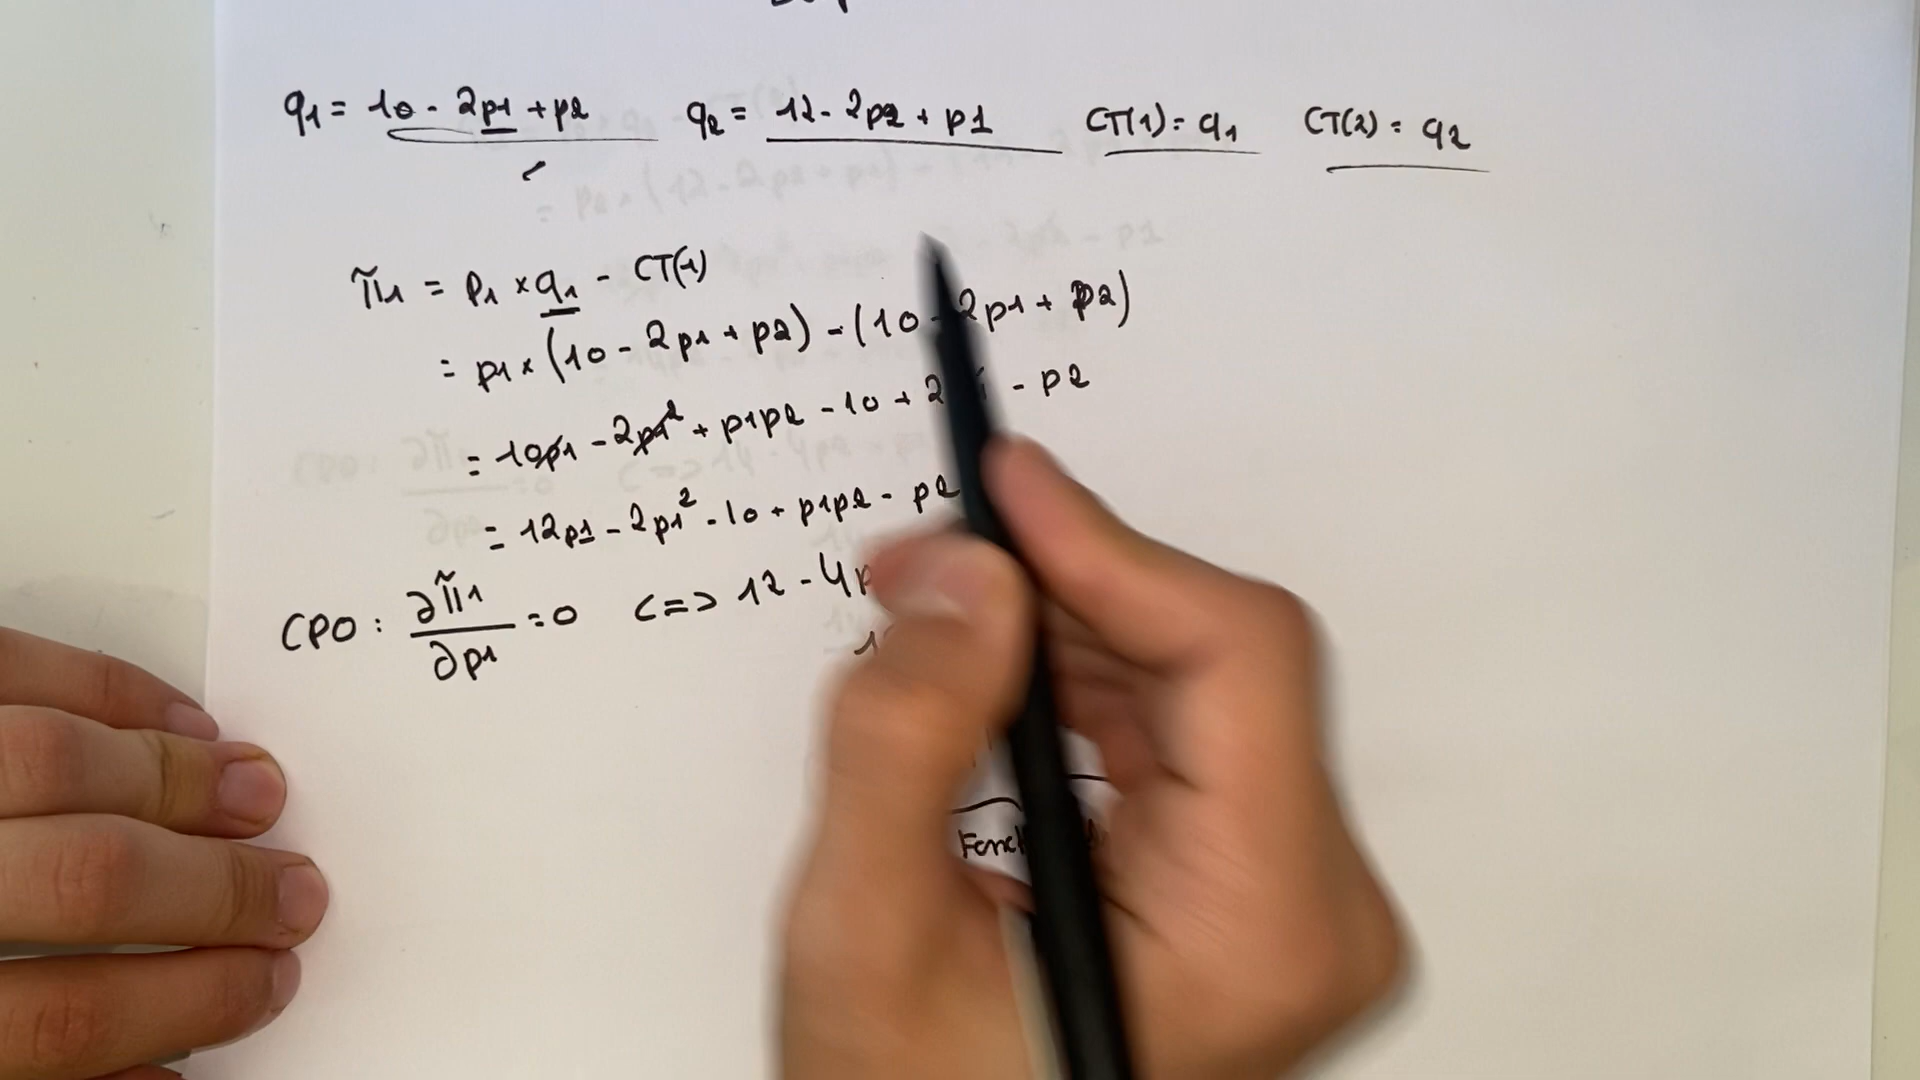 q1 = 10 - 2p1 + p2 q2 = 12 - 2p2 + p1 CT(1) = q1 CT(2) = q2
π1 = p1 × q1 - CT(1)
= p1 × (10 - 2p1 + p2) - (10 - 2p1 + p2)
= 10p1 - 2p1² + p1p2 - 10 + 2 - p2
= 12p1 - 2p1² - 10 + p1p2 - p2
CPO : ∂π1/∂p1 = 0 <=> 12 - 4p